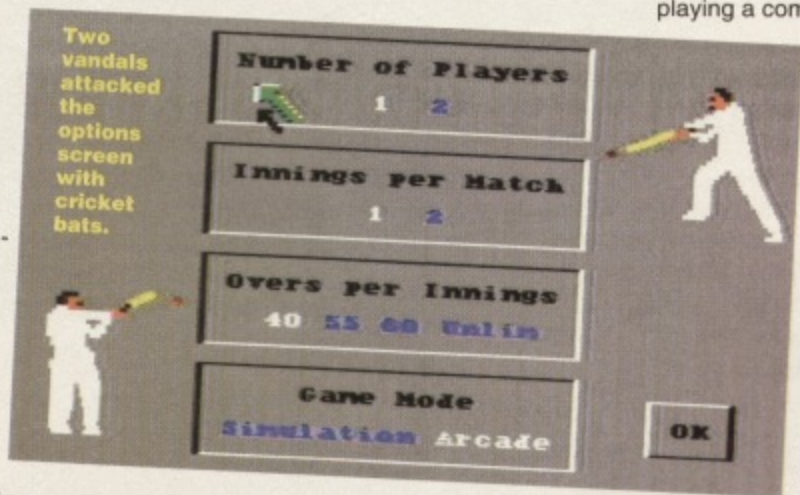 playing a com
Two
vandals
attacked
the
options
screen
with
cricket
bats.
Number of Players
1 2
Innings per Match
1 2
Overs per Innings
40 55 60 Unlim
Game Mode
Simulation Arcade
OK